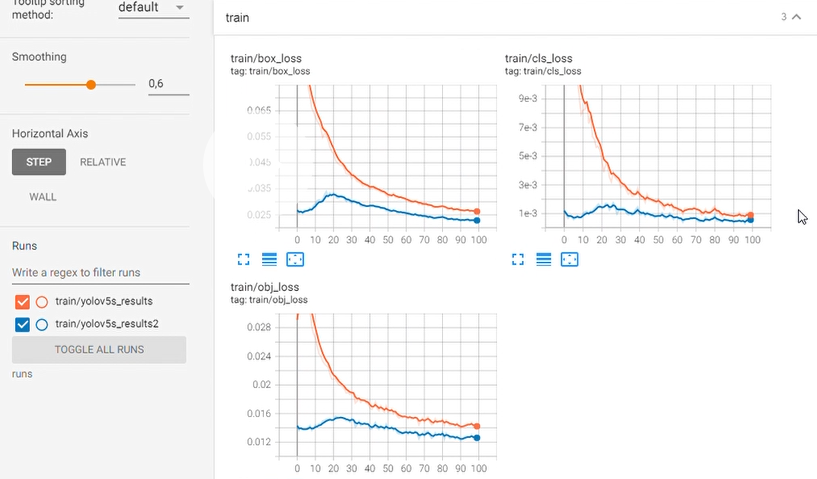 Tooltip sorting
method:
default
Smoothing
0,6
Horizontal Axis
STEP
RELATIVE
WALL
Runs
Write a regex to filter runs
train/yolov5s_results
train/yolov5s_results2
TOGGLE ALL RUNS
runs
train
3
train/box_loss
tag: train/box_loss
0.065
0.055
0.045
0.035
0.025
0 10 20 30 40 50 60 70 80 90 100
train/cls_loss
tag: train/cls_loss
9e-3
7e-3
5e-3
3e-3
1e-3
0 10 20 30 40 50 60 70 80 90 100
train/obj_loss
tag: train/obj_loss
0.028
0.024
0.02
0.016
0.012
0 10 20 30 40 50 60 70 80 90 100